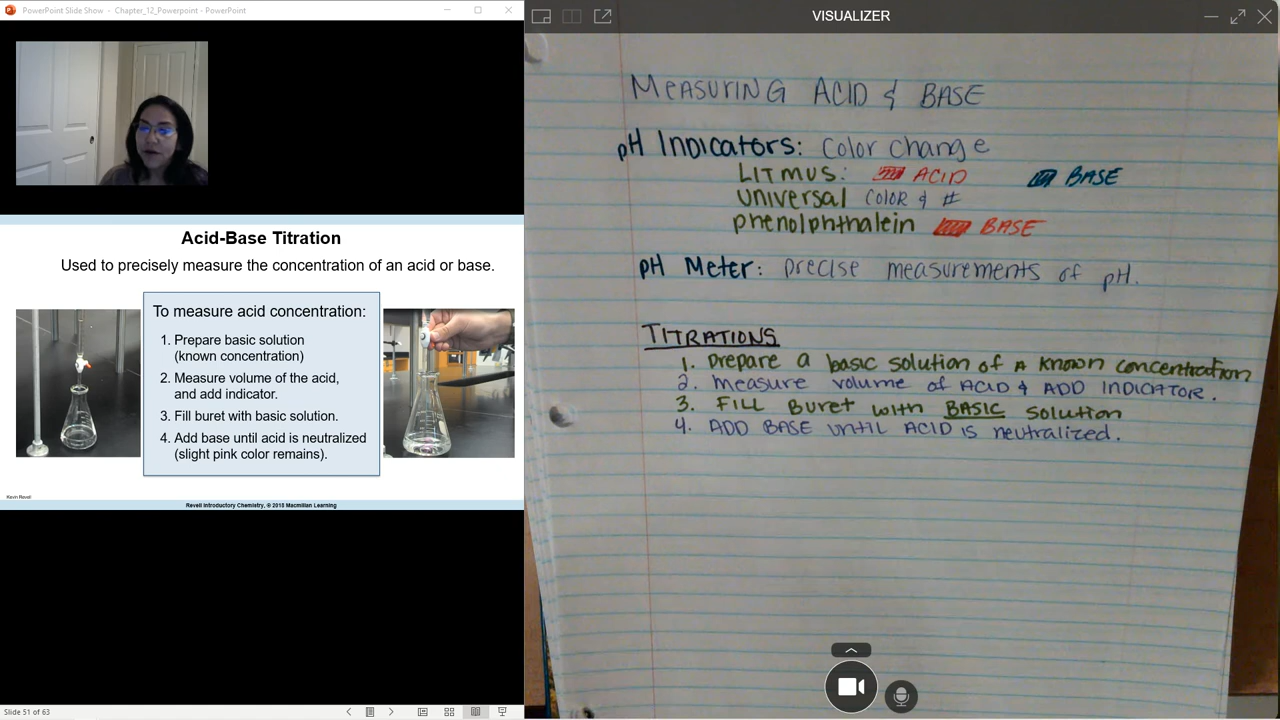 PowerPoint Slide Show - Chapter_12_Powerpoint - PowerPoint
VISUALIZER
Acid-Base Titration
Used to precisely measure the concentration of an acid or base.
To measure acid concentration:
1. Prepare basic solution
(known concentration)
2. Measure volume of the acid,
and add indicator.
3. Fill buret with basic solution.
4. Add base until acid is neutralized
(slight pink color remains).
Kevin Revell
Revell Introductory Chemistry, © 2018 Macmillan Learning
Slide 51 of 63
MEASURING ACID & BASE
pH INDICATORS: Color change
LITMUS: ACID BASE
Universal COLOR & #
phenolphthalein BASE
pH Meter: precise measurements of pH.
TITRATIONS
1. Prepare a basic solution of A known concentration
2. measure volume of ACID & ADD INDICATOR.
3. FILL Buret with BASIC solution
4. ADD BASE UNTIL ACID IS neutralized.